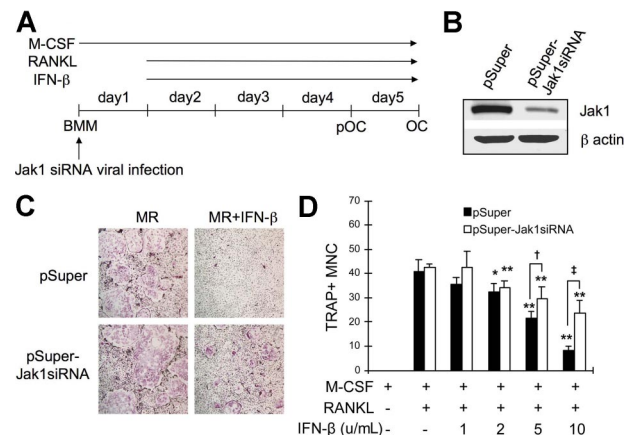 A
M-CSF
RANKL
IFN-β
day1 day2 day3 day4 day5
BMM pOC OC
Jak1 siRNA viral infection
B
pSuper
pSuper-
Jak1siRNA
Jak1
β actin
C
MR MR+IFN-β
pSuper
pSuper-
Jak1siRNA
D
TRAP+ MNC
70
60
50
40
30
20
10
0
pSuper
pSuper-Jak1siRNA
* ** ** † ** ** ‡ **
M-CSF + + + + + +
RANKL - + + + + +
IFN-β (u/mL) - - 1 2 5 10